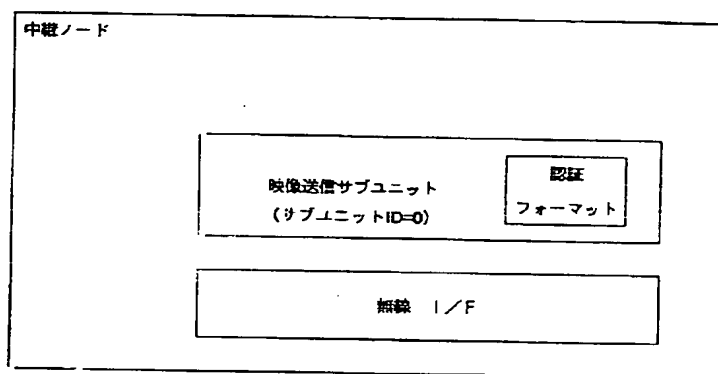 中継ノード
認証
映像送信サブユニット
フォーマット
(サブユニットID=0)
無線 I/F